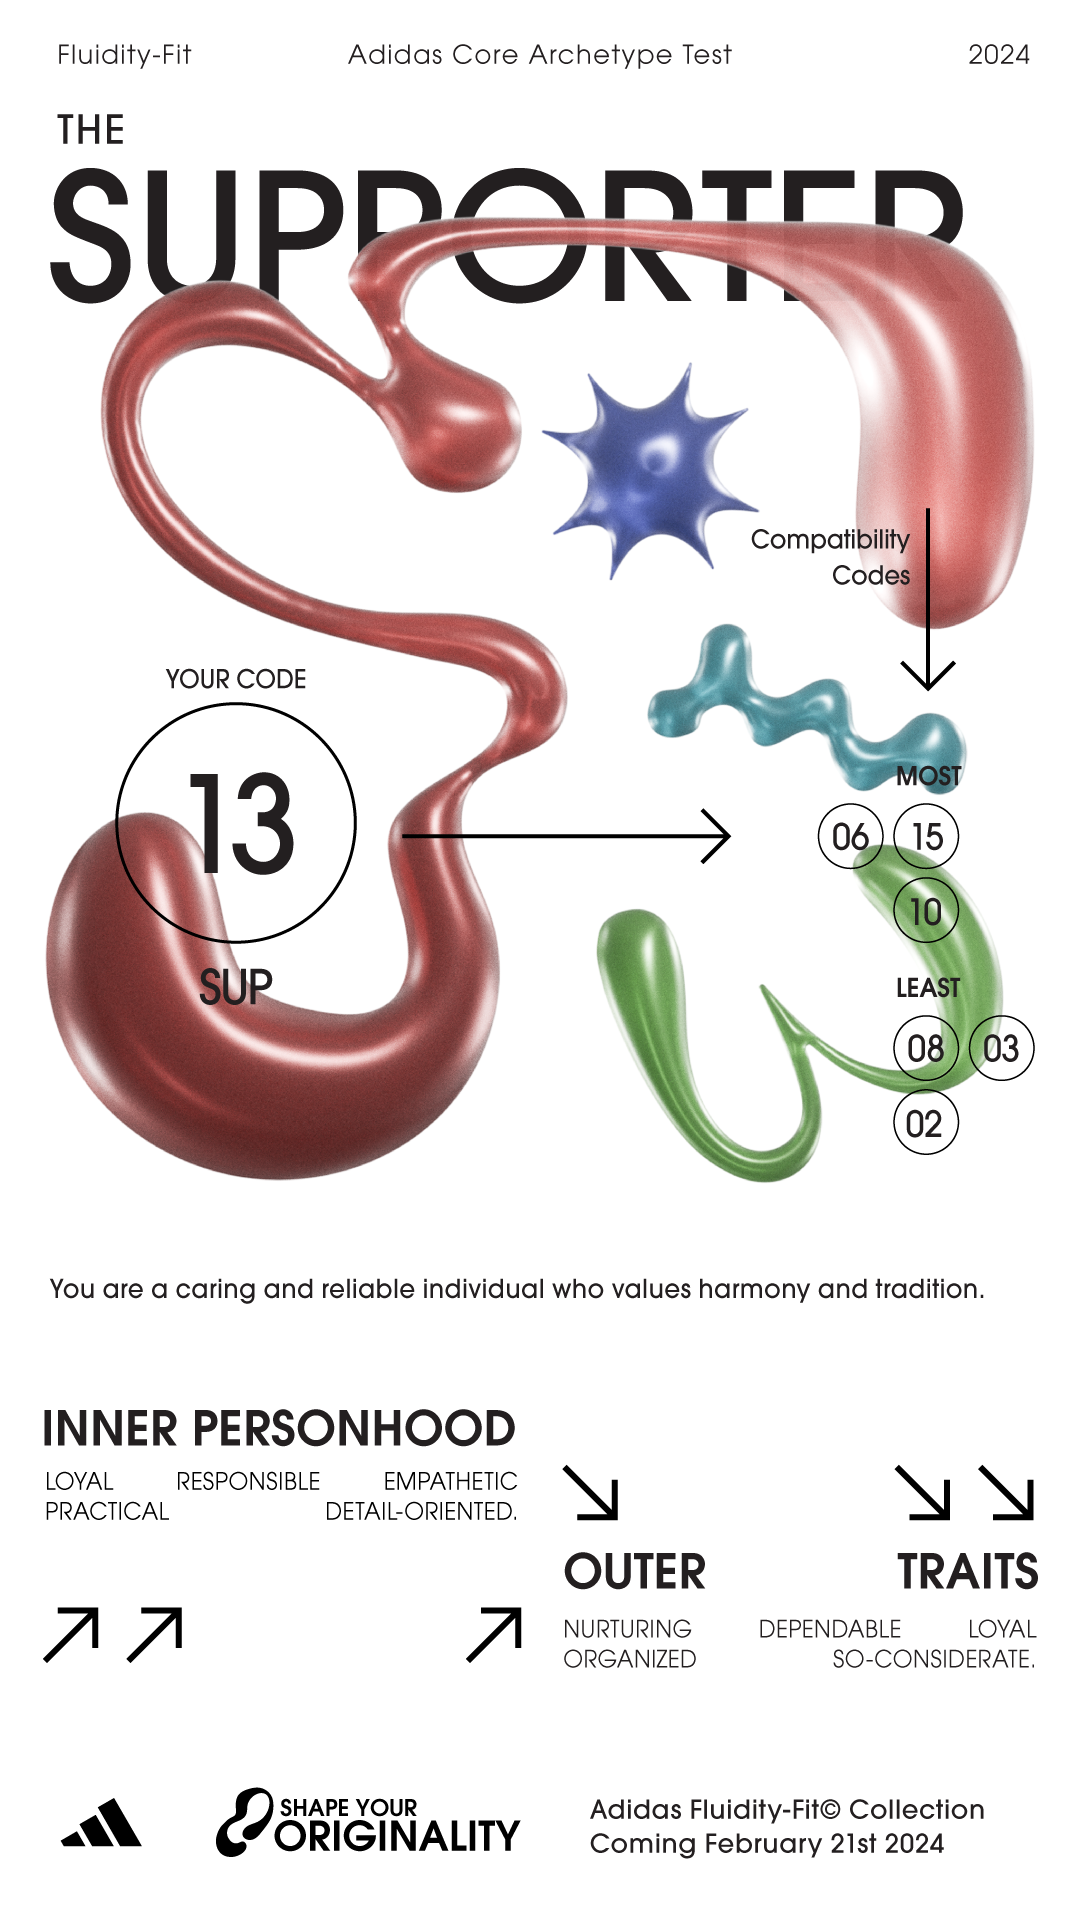 Fluidity-Fit
Adidas Core Archetype Test
2024
THE
SUPPORTER
Compatibility
Codes
YOUR CODE
13
SUP
MOST
06 15
10
LEAST
08 03
02
You are a caring and reliable individual who values harmony and tradition.
INNER PERSONHOOD
LOYAL RESPONSIBLE EMPATHETIC
PRACTICAL DETAIL-ORIENTED.
OUTER TRAITS
NURTURING DEPENDABLE LOYAL
ORGANIZED SO-CONSIDERATE.
SHAPE YOUR
ORIGINALITY
Adidas Fluidity-Fit© Collection
Coming February 21st 2024